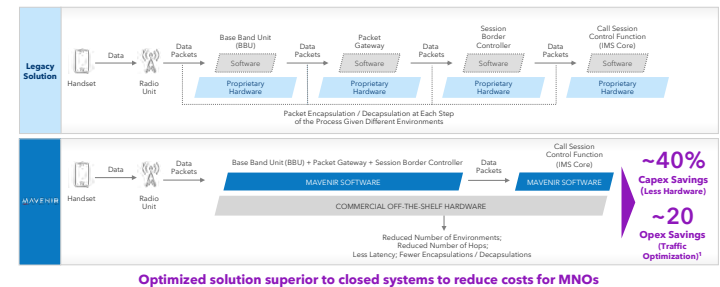 Legacy
Solution
Handset
Data
Radio
Unit
Data
Packets
Base Band Unit
(BBU)
Software
Proprietary
Hardware
Data
Packets
Packet
Gateway
Software
Proprietary
Hardware
Data
Packets
Session
Border
Controller
Software
Proprietary
Hardware
Data
Packets
Call Session
Control Function
(IMS Core)
Software
Proprietary
Hardware
Packet Encapsulation / Decapsulation at Each Step
of the Process Given Different Environments
MAVENIR
Handset
Data
Radio
Unit
Data
Packets
Base Band Unit (BBU) + Packet Gateway + Session Border Controller
MAVENIR SOFTWARE
Data
Packets
Call Session
Control Function
(IMS Core)
MAVENIR SOFTWARE
COMMERCIAL OFF-THE-SHELF HARDWARE
Reduced Number of Environments;
Reduced Number of Hops;
Less Latency; Fewer Encapsulations / Decapsulations
~40%
Capex Savings
(Less Hardware)
~20
Opex Savings
(Traffic
Optimization)¹
Optimized solution superior to closed systems to reduce costs for MNOs